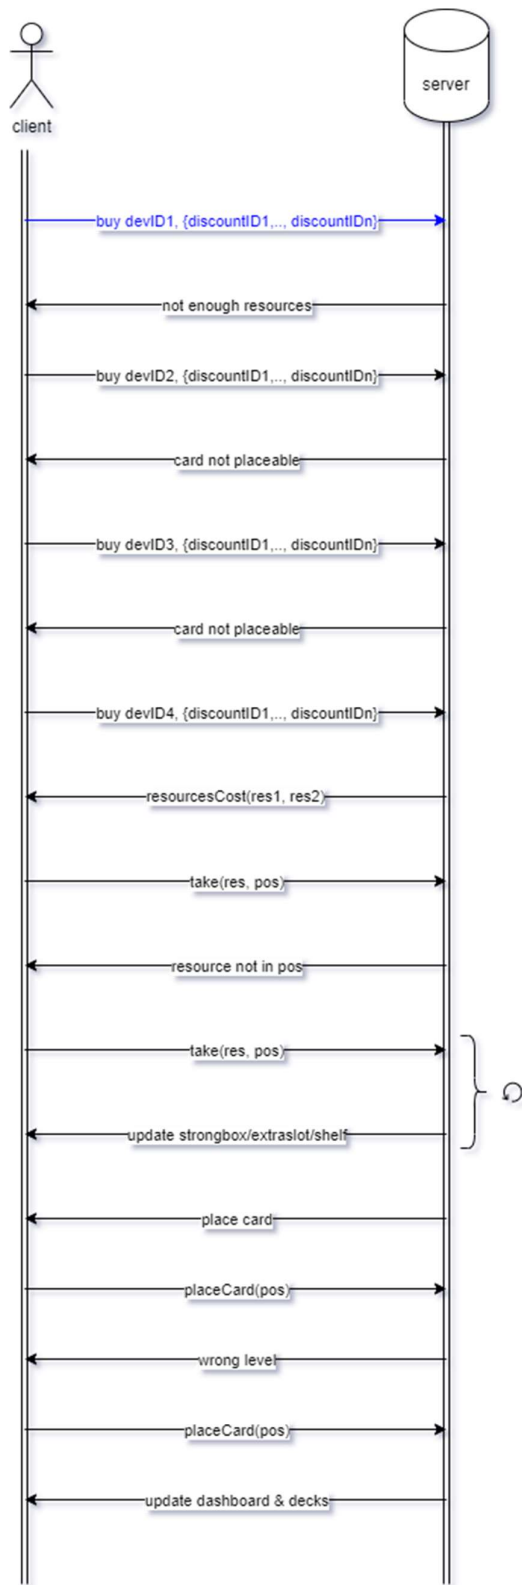 client
server
buy devID1, {discountID1,.., discountIDn}
not enough resources
buy devID2, {discountID1,.., discountIDn}
card not placeable
buy devID3, {discountID1,.., discountIDn}
card not placeable
buy devID4, {discountID1,.., discountIDn}
resourcesCost(res1, res2)
take(res, pos)
resource not in pos
take(res, pos)
update strongbox/extraslot/shelf
place card
placeCard(pos)
wrong level
placeCard(pos)
update dashboard & decks